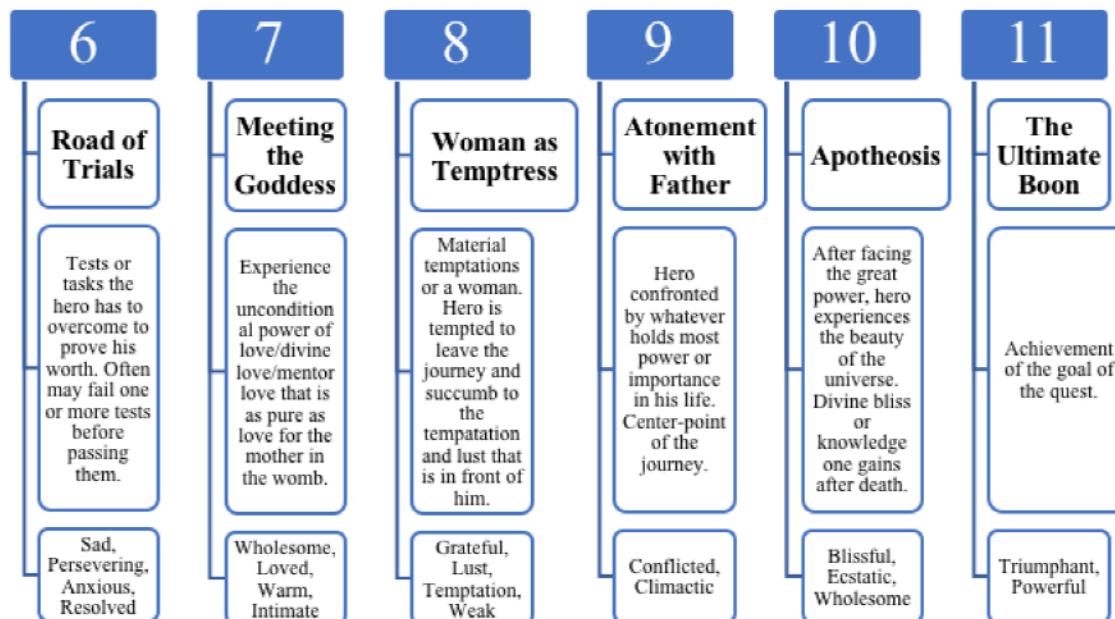 6
Road of
Trials
Tests or
tasks the
hero has to
overcome to
prove his
worth. Often
may fail one
or more tests
before
passing
them.
Sad,
Persevering,
Anxious,
Resolved
7
Meeting
the
Goddess
Experience
the
uncondition
al power of
love/divine
love/mentor
love that is
as pure as
love for the
mother in
the womb.
Wholesome,
Loved,
Warm,
Intimate
8
Woman as
Temptress
Material
temptations
or a woman.
Hero is
tempted to
leave the
journey and
succumb to
the
tempatation
and lust that
is in front of
him.
Grateful,
Lust,
Temptation,
Weak
9
Atonement
with
Father
Hero
confronted
by whatever
holds most
power or
importance
in his life.
Center-point
of the
journey.
Conflicted,
Climactic
10
Apotheosis
After facing
the great
power, hero
experiences
the beauty
of the
universe.
Divine bliss
or
knowledge
one gains
after death.
Blissful,
Ecstatic,
Wholesome
11
The
Ultimate
Boon
Achievement
of the goal of
the quest.
Triumphant,
Powerful